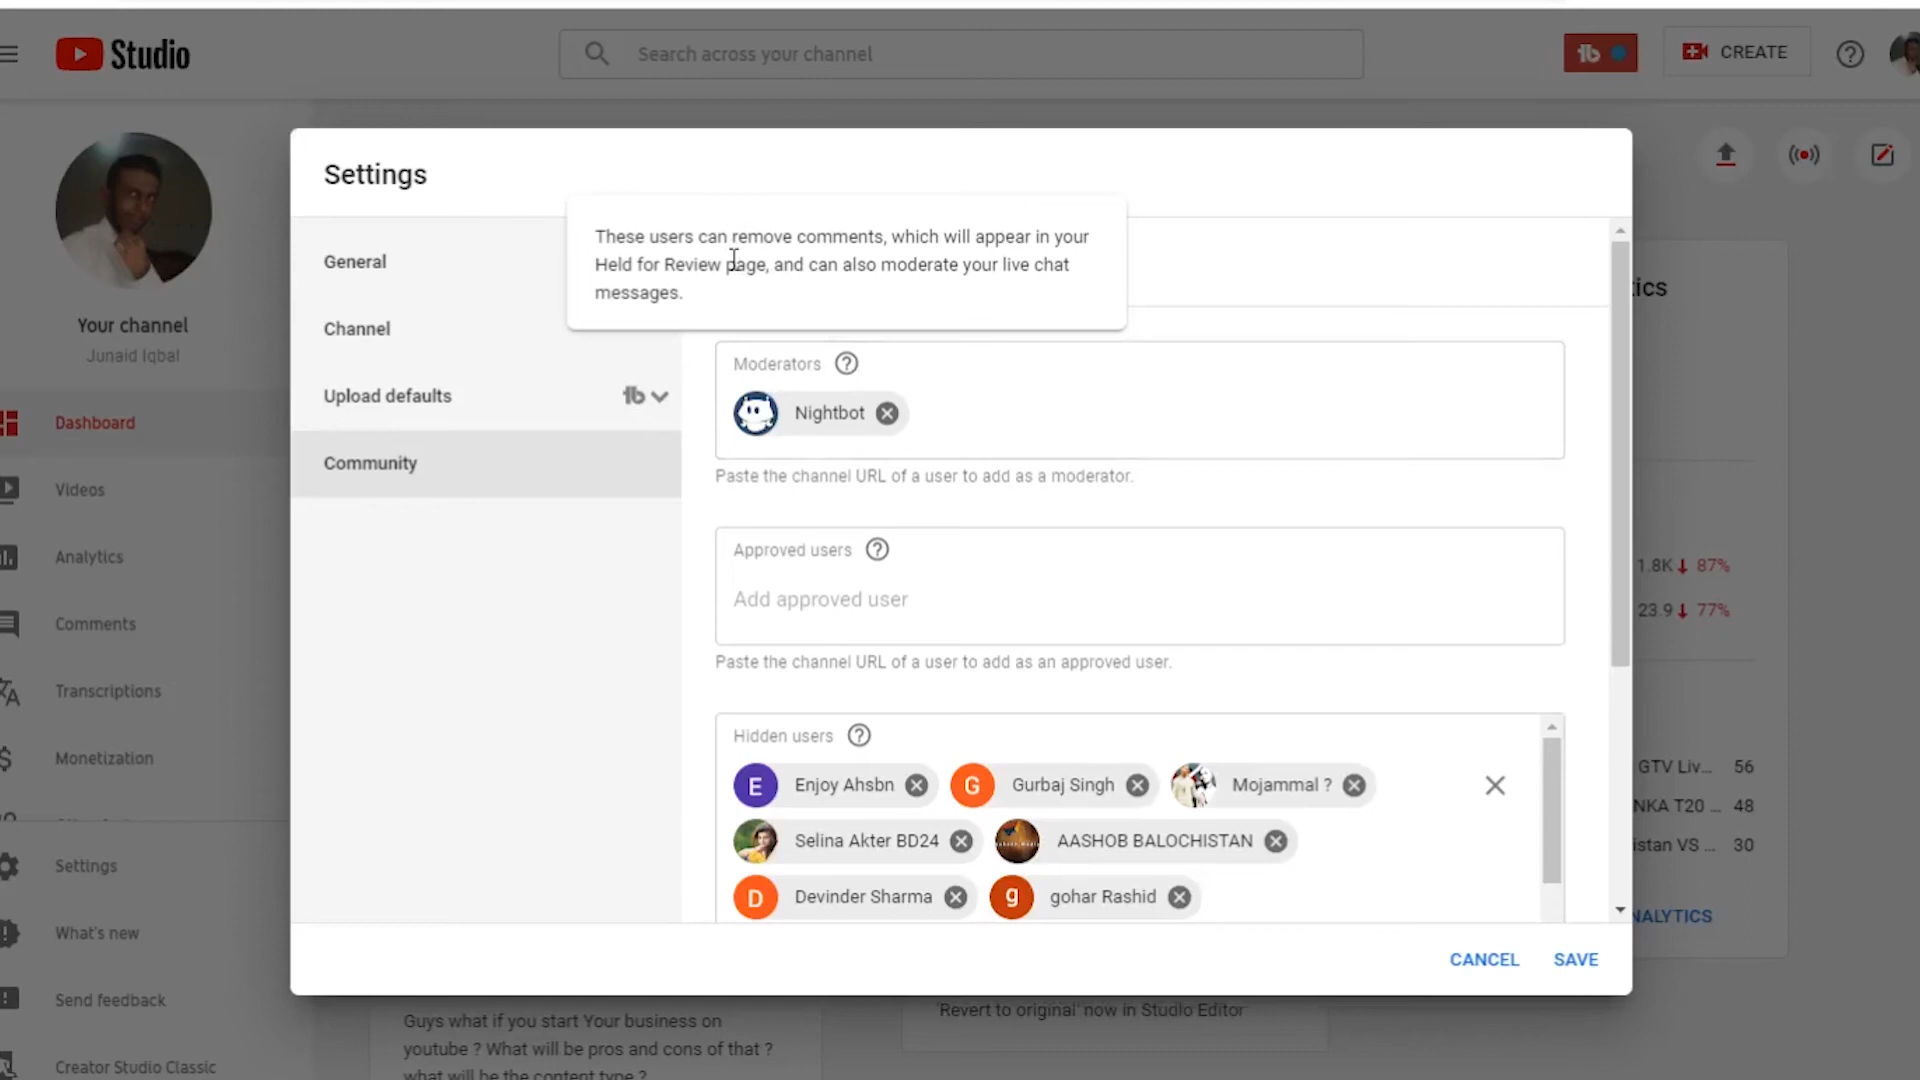 Studio
Search across your channel
CREATE
Settings
These users can remove comments, which will appear in your
Held for Review page, and can also moderate your live chat
messages.
General
Channel
Upload defaults
Community
Moderators
Nightbot
Paste the channel URL of a user to add as a moderator.
Approved users
Add approved user
Paste the channel URL of a user to add as an approved user.
Hidden users
E Enjoy Ahsbn G Gurbaj Singh Mojammal ?
Selina Akter BD24 AASHOB BALOCHISTAN
D Devinder Sharma g gohar Rashid
CANCEL SAVE
Your channel
Junaid Iqbal
Dashboard
Videos
Analytics
Comments
Transcriptions
Monetization
Settings
What's new
Send feedback
Creator Studio Classic
tics
1.8K 87%
23.9 77%
GTV Liv... 56
NKA T20 ... 48
istan VS ... 30
NALYTICS
'Revert to original' now in Studio Editor
Guys what if you start Your business on
youtube ? What will be pros and cons of that ?
what will be the content type ?